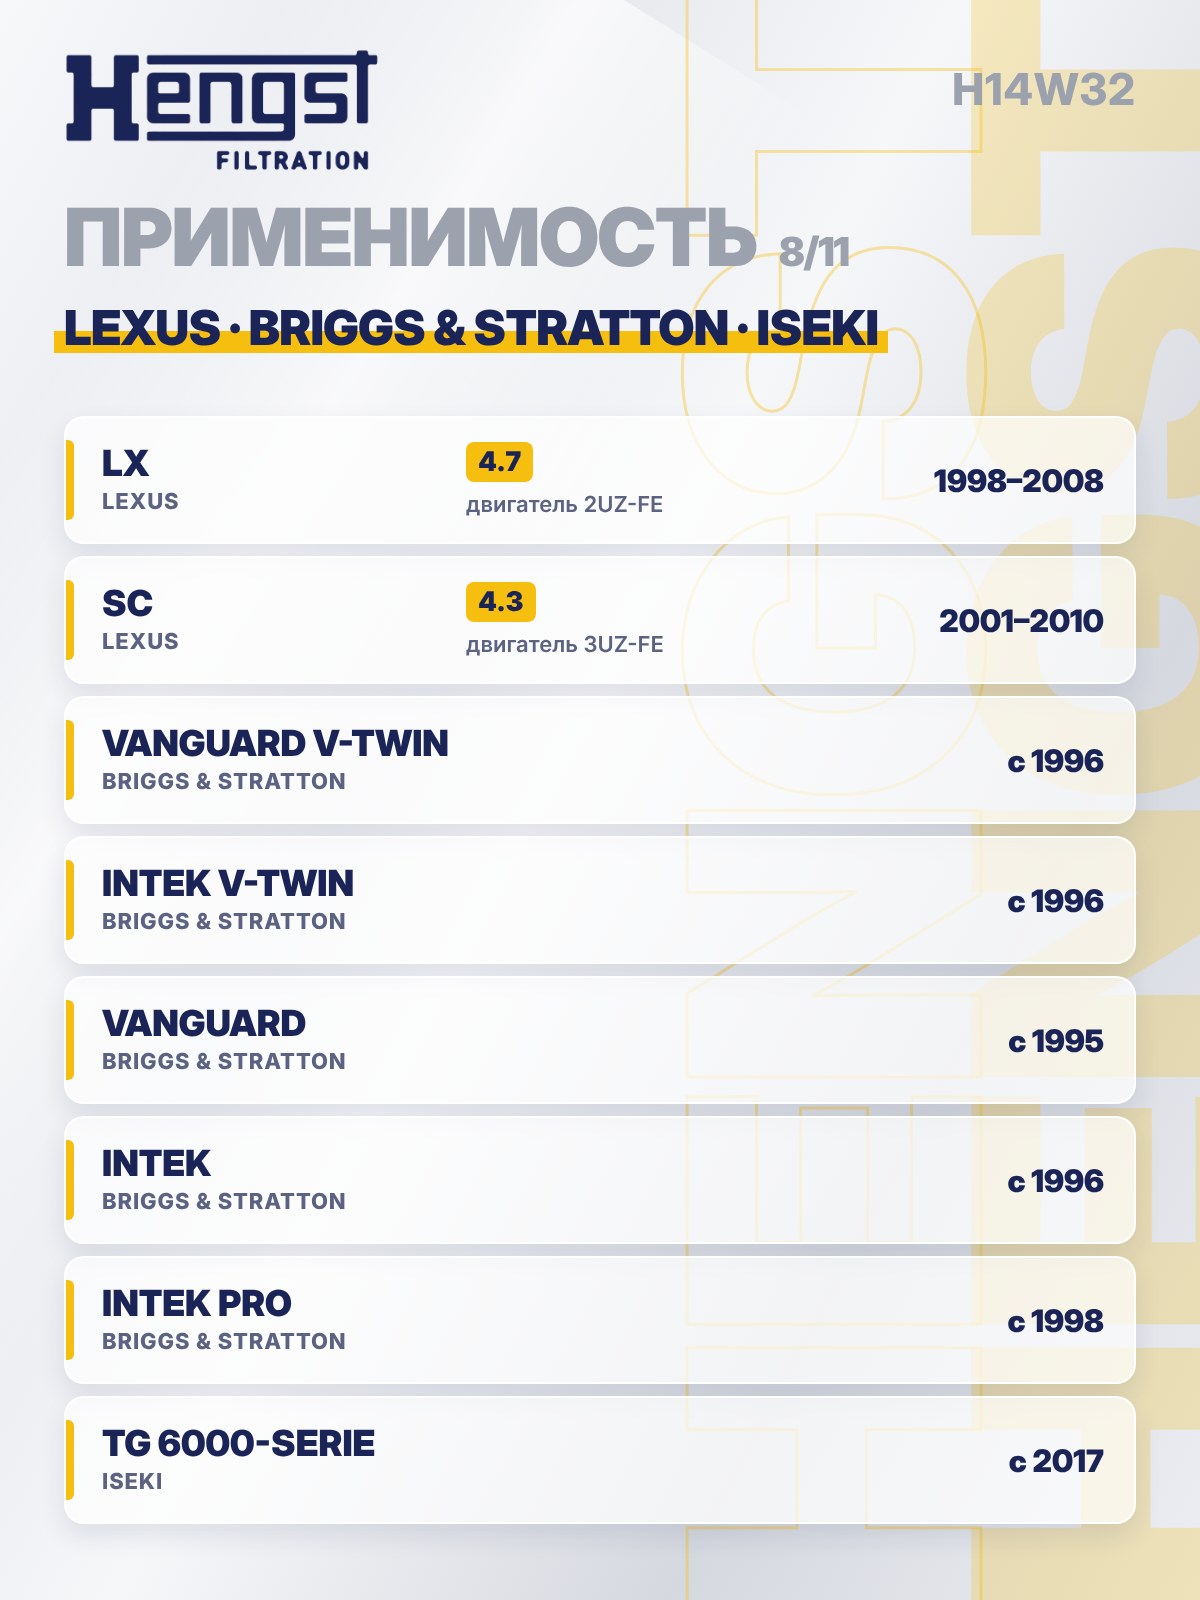 Hengst
FILTRATION
H14W32
ПРИМЕНИМОСТЬ 8/11
LEXUS · BRIGGS & STRATTON · ISEKI
LX
LEXUS
4.7
двигатель 2UZ-FE
1998–2008
SC
LEXUS
4.3
двигатель 3UZ-FE
2001–2010
VANGUARD V-TWIN
BRIGGS & STRATTON
с 1996
INTEK V-TWIN
BRIGGS & STRATTON
с 1996
VANGUARD
BRIGGS & STRATTON
с 1995
INTEK
BRIGGS & STRATTON
с 1996
INTEK PRO
BRIGGS & STRATTON
с 1998
TG 6000-SERIE
ISEKI
с 2017
HENGST
HENGST